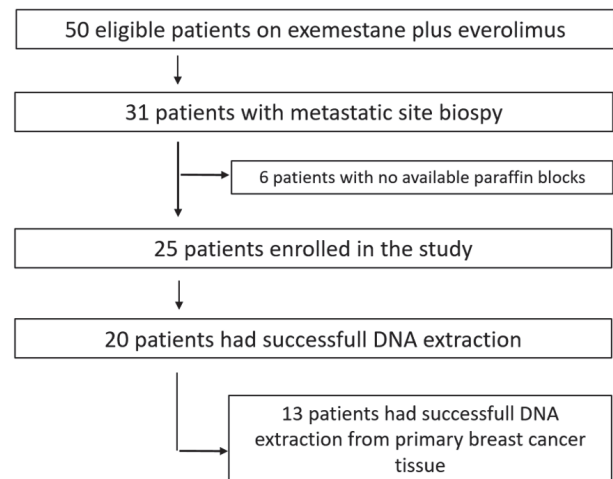 50 eligible patients on exemestane plus everolimus
31 patients with metastatic site biospy
6 patients with no available paraffin blocks
25 patients enrolled in the study
20 patients had successfull DNA extraction
13 patients had successfull DNA
extraction from primary breast cancer
tissue